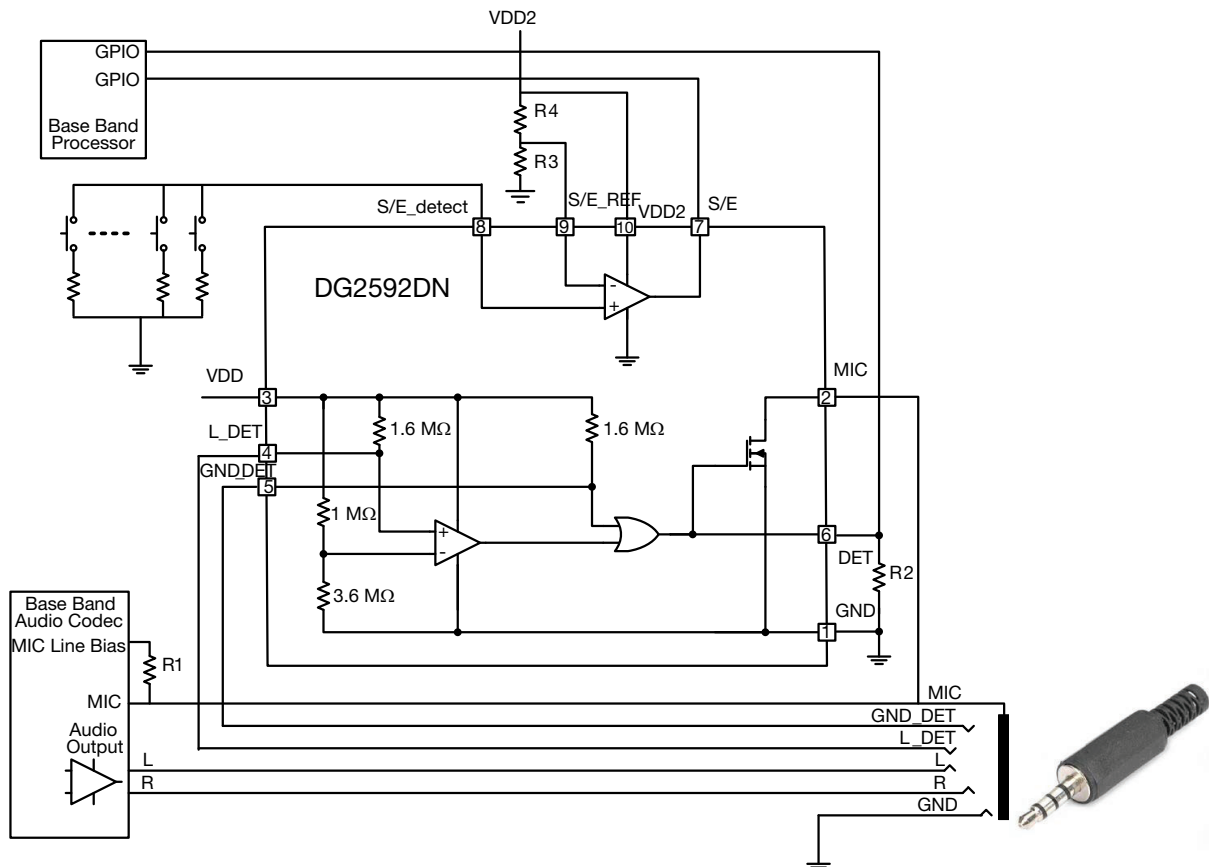 VDD2
GPIO
GPIO
Base Band
Processor
R4
R3
S/E_detect
S/E_REF
VDD2
S/E
8
9
10
7
DG2592DN
VDD
3
MIC
2
1.6 MΩ
1.6 MΩ
L_DET
4
GND_DET
5
1 MΩ
+
-
-
+
6
DET
R2
3.6 MΩ
GND
1
Base Band
Audio Codec
MIC Line Bias
R1
MIC
MIC
GND_DET
Audio
Output
L_DET
L
L
R
R
GND